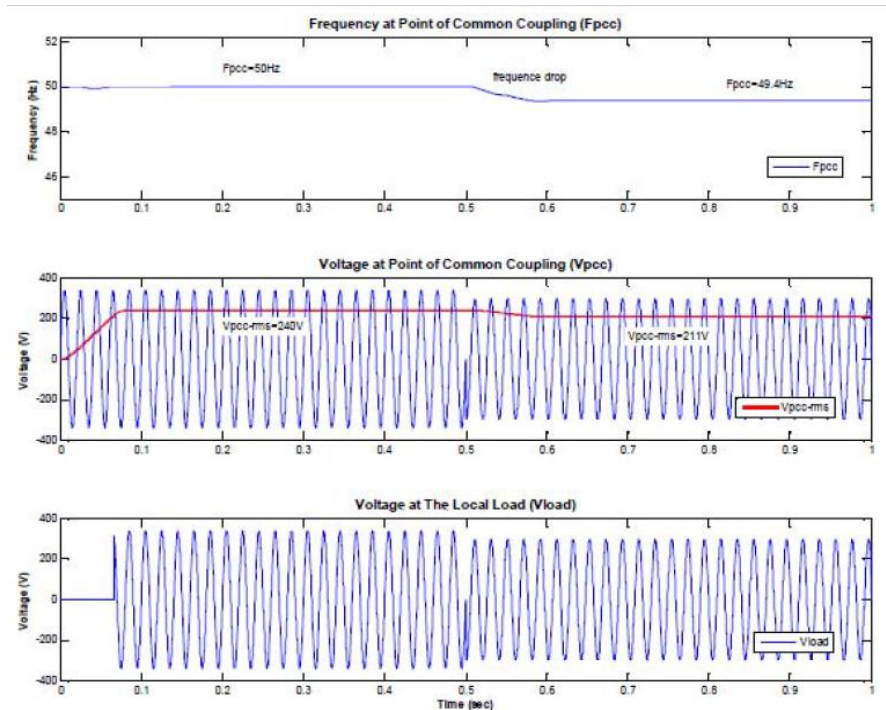 Frequency at Point of Common Coupling (Fpcc)
52
50
48
46
Frequency (Hz)
Fpcc=50Hz
frequence drop
Fpcc=49.4Hz
Fpcc
0 0.1 0.2 0.3 0.4 0.5 0.6 0.7 0.8 0.9 1
Voltage at Point of Common Coupling (Vpcc)
400
200
0
-200
-400
Voltage (V)
Vpcc-rms=240V
Vpcc-rms=211V
Vpcc-rms
0 0.1 0.2 0.3 0.4 0.5 0.6 0.7 0.8 0.9 1
Voltage at The Local Load (Vload)
400
200
0
-200
-400
Voltage (V)
Vload
0 0.1 0.2 0.3 0.4 0.5 0.6 0.7 0.8 0.9 1
Time (sec)